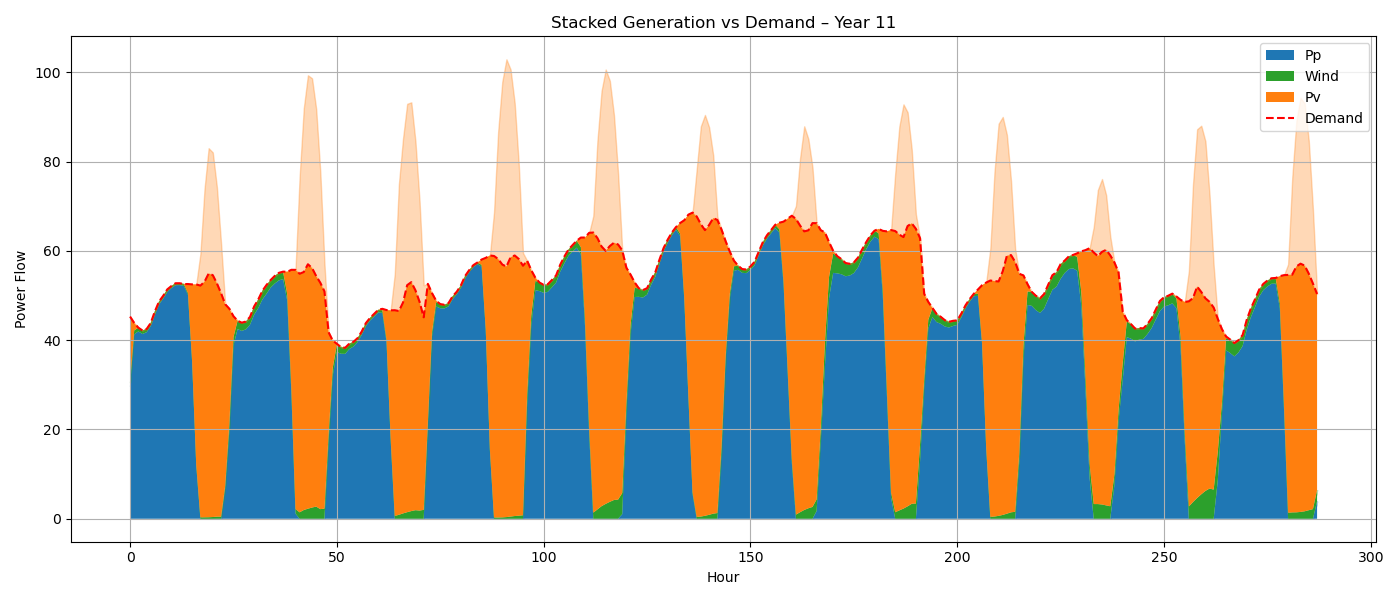 Stacked Generation vs Demand – Year 11
Pp
Wind
Pv
Demand
Power Flow
100
80
60
40
20
0
0 50 100 150 200 250 300
Hour